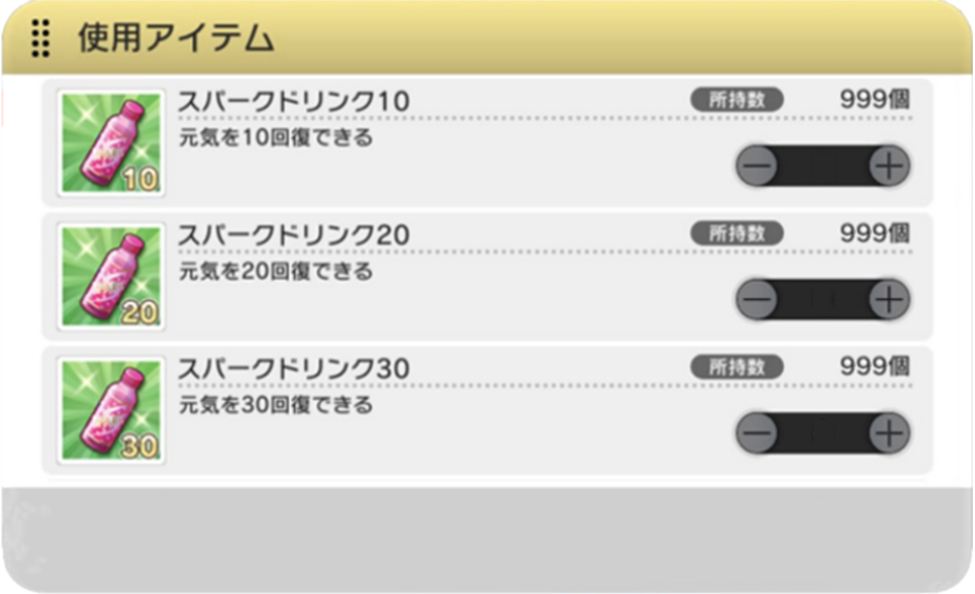 使用アイテム
スパークドリンク10 所持数 999個
元気を10回復できる
10
スパークドリンク20 所持数 999個
元気を20回復できる
20
スパークドリンク30 所持数 999個
元気を30回復できる
30